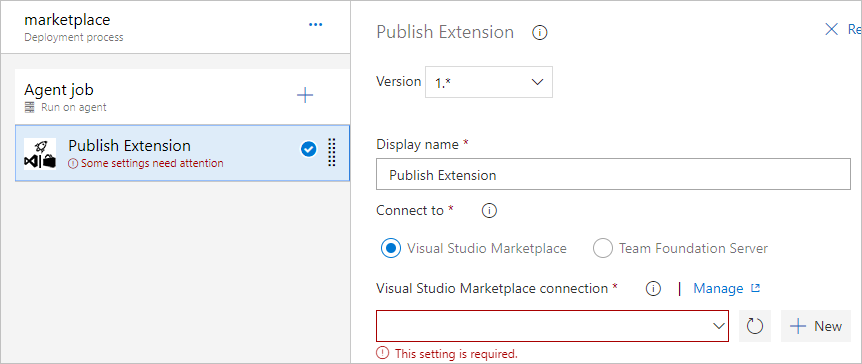 marketplace
Deployment process
...
Agent job
Run on agent
Publish Extension
Some settings need attention
Publish Extension
Re
Version 1.*
Display name *
Publish Extension
Connect to *
Visual Studio Marketplace Team Foundation Server
Visual Studio Marketplace connection * | Manage
New
This setting is required.